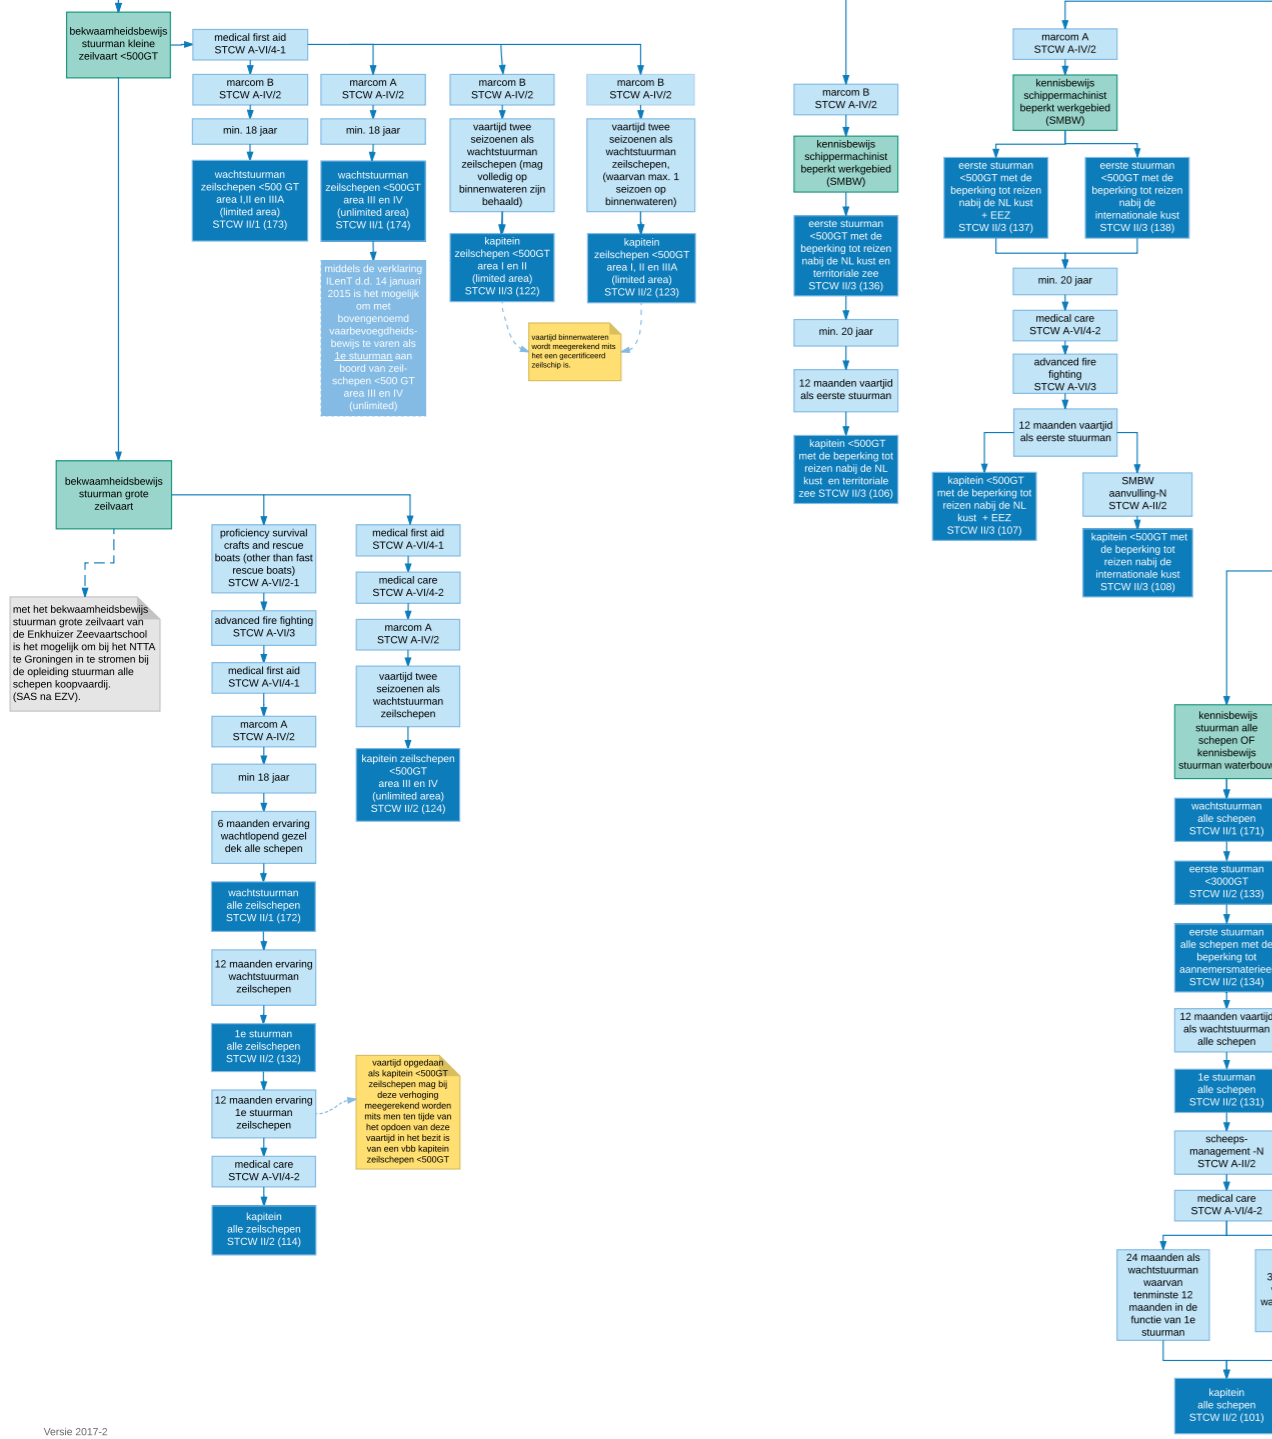 bekwaamheidsbewijs
stuurman kleine
zeilvaart <500GT
medical first aid
STCW A-VI/4-1
marcom B
STCW A-IV/2
min. 18 jaar
wachtstuurman
zeilschepen <500 GT
area I,II en IIIA
(limited area)
STCW II/1 (173)
marcom A
STCW A-IV/2
min. 18 jaar
wachtstuurman
zeilschepen <500GT
area III en IV
(unlimited area)
STCW II/1 (174)
middels de verklaring
ILenT d.d. 14 januari
2015 is het mogelijk
om met
bovengenoemd
vaarbevoegdheids-
bewijs te varen als
1e stuurman aan
boord van zeil-
schepen <500 GT
area III en IV
(unlimited)
marcom B
STCW A-IV/2
vaartijd twee
seizoenen als
wachtstuurman
zeilschepen (mag
volledig op
binnenwateren zijn
behaald)
kapitein
zeilschepen <500GT
area I en II
(limited area)
STCW II/3 (122)
marcom B
STCW A-IV/2
vaartijd twee
seizoenen als
wachtstuurman
zeilschepen,
(waarvan max. 1
seizoen op
binnenwateren)
kapitein
zeilschepen <500GT
area I, II en IIIA
(limited area)
STCW II/2 (123)
vaartijd binnenwateren
wordt meegerekend mits
het een gecertificeerd
zeilschip is.
marcom B
STCW A-IV/2
kennisbewijs
schippermachinist
beperkt werkgebied
(SMBW)
eerste stuurman
<500GT met de
beperking tot reizen
nabij de NL kust en
territoriale zee
STCW II/3 (136)
min. 20 jaar
12 maanden vaartijd
als eerste stuurman
kapitein <500GT
met de beperking tot
reizen nabij de NL
kust en territoriale
zee STCW II/3 (106)
marcom A
STCW A-IV/2
kennisbewijs
schippermachinist
beperkt werkgebied
(SMBW)
eerste stuurman
<500GT met de
beperking tot reizen
nabij de NL kust
+ EEZ
STCW II/3 (137)
eerste stuurman
<500GT met de
beperking tot reizen
nabij de
internationale kust
STCW II/3 (138)
min. 20 jaar
medical care
STCW A-VI/4-2
advanced fire
fighting
STCW A-VI/3
12 maanden vaartjid
als eerste stuurman
kapitein <500GT
met de beperking tot
reizen nabij de NL
kust + EEZ
STCW II/3 (107)
SMBW
aanvulling-N
STCW A-II/2
kapitein <500GT met
de beperking tot
reizen nabij de
internationale kust
STCW II/3 (108)
bekwaamheidsbewijs
stuurman grote
zeilvaart
met het bekwaamheidsbewijs
stuurman grote zeilvaart van
de Enkhuizer Zeevaartschool
is het mogelijk om bij het NTTA
te Groningen in te stromen bij
de opleiding stuurman alle
schepen koopvaardij.
(SAS na EZV).
proficiency survival
crafts and rescue
boats (other than fast
rescue boats)
STCW A-VI/2-1
advanced fire fighting
STCW A-VI/3
medical first aid
STCW A-VI/4-1
marcom A
STCW A-IV/2
min 18 jaar
6 maanden ervaring
wachtlopend gezel
dek alle schepen
wachtstuurman
alle zeilschepen
STCW II/1 (172)
12 maanden ervaring
wachtstuurman
zeilschepen
1e stuurman
alle zeilschepen
STCW II/2 (132)
12 maanden ervaring
1e stuurman
zeilschepen
medical care
STCW A-VI/4-2
kapitein
alle zeilschepen
STCW II/2 (114)
medical first aid
STCW A-VI/4-1
medical care
STCW A-VI/4-2
marcom A
STCW A-IV/2
vaartijd twee
seizoenen als
wachtstuurman
zeilschepen
kapitein zeilschepen
<500GT
area III en IV
(unlimited area)
STCW II/2 (124)
vaartijd opgedaan
als kapitein <500GT
zeilschepen mag bij
deze verhoging
meegerekend worden
mits men ten tijde van
het opdoen van deze
vaartijd in het bezit is
van een vbb kapitein
zeilschepen <500GT
kennisbewijs
stuurman alle
schepen OF
kennisbewijs
stuurman waterbouw
wachtstuurman
alle schepen
STCW II/1 (171)
eerste stuurman
<3000GT
STCW II/2 (133)
eerste stuurman
alle schepen met de
beperking tot
aannemersmaterieel
STCW II/2 (134)
12 maanden vaartijd
als wachtstuurman
alle schepen
1e stuurman
alle schepen
STCW II/2 (131)
scheeps-
management -N
STCW A-II/2
medical care
STCW A-VI/4-2
24 maanden als
wachtstuurman
waarvan
tenminste 12
maanden in de
functie van 1e
stuurman
kapitein
alle schepen
STCW II/2 (101)
Versie 2017-2